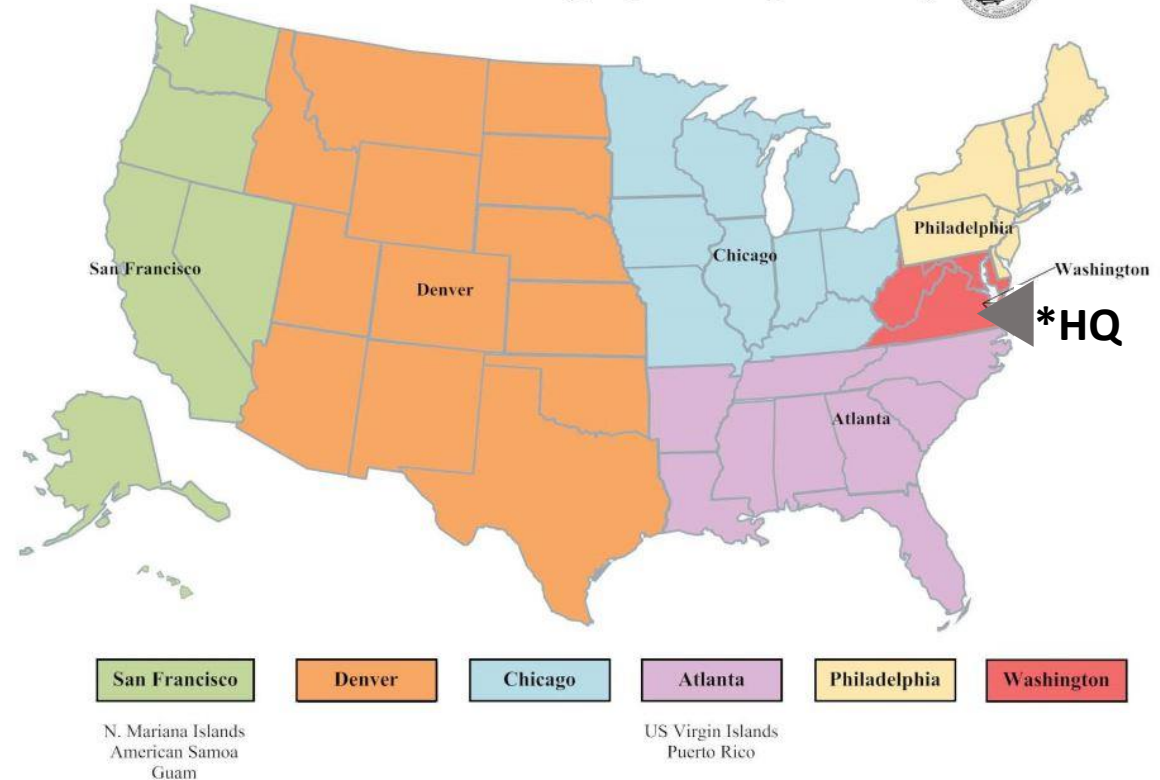 San Francisco
Denver
Chicago
Philadelphia
Washington
*HQ
Atlanta
San Francisco
Denver
Chicago
Atlanta
Philadelphia
Washington
N. Mariana Islands
American Samoa
Guam
US Virgin Islands
Puerto Rico